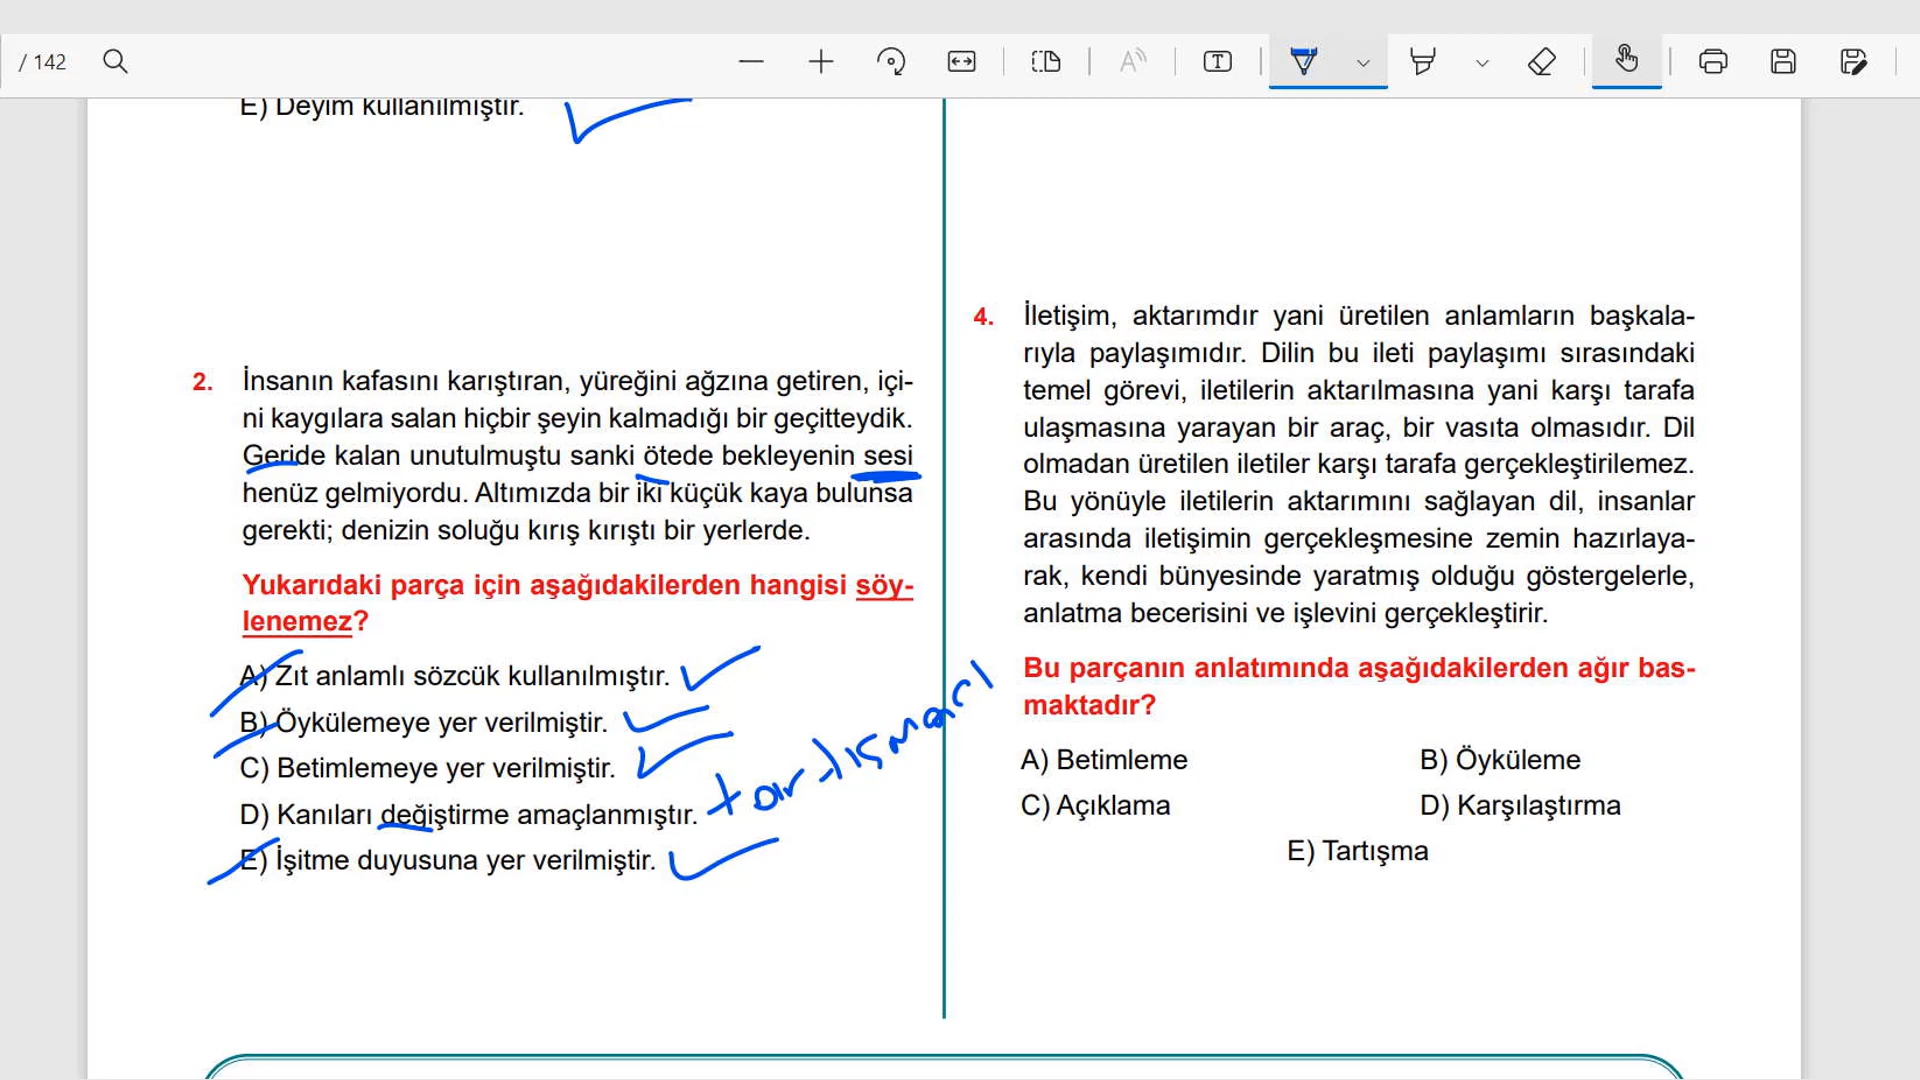 / 142
E) Deyim kullanılmıştır.
2. İnsanın kafasını karıştıran, yüreğini ağzına getiren, içi-
ni kaygılara salan hiçbir şeyin kalmadığı bir geçitteydik.
Geride kalan unutulmuştu sanki ötede bekleyenin sesi
henüz gelmiyordu. Altımızda bir iki küçük kaya bulunsa
gerekti; denizin soluğu kırış kırıştı bir yerlerde.
Yukarıdaki parça için aşağıdakilerden hangisi söy-
lenemez?
A) Zıt anlamlı sözcük kullanılmıştır.
B) Öykülemeye yer verilmiştir.
C) Betimlemeye yer verilmiştir.
D) Kanıları değiştirme amaçlanmıştır.
tartışmacı
E) İşitme duyusuna yer verilmiştir.
4. İletişim, aktarımdır yani üretilen anlamların başkala-
rıyla paylaşımıdır. Dilin bu ileti paylaşımı sırasındaki
temel görevi, iletilerin aktarılmasına yani karşı tarafa
ulaşmasına yarayan bir araç, bir vasıta olmasıdır. Dil
olmadan üretilen iletiler karşı tarafa gerçekleştirilemez.
Bu yönüyle iletilerin aktarımını sağlayan dil, insanlar
arasında iletişimin gerçekleşmesine zemin hazırlaya-
rak, kendi bünyesinde yaratmış olduğu göstergelerle,
anlatma becerisini ve işlevini gerçekleştirir.
Bu parçanın anlatımında aşağıdakilerden ağır bas-
maktadır?
A) Betimleme
B) Öyküleme
C) Açıklama
D) Karşılaştırma
E) Tartışma